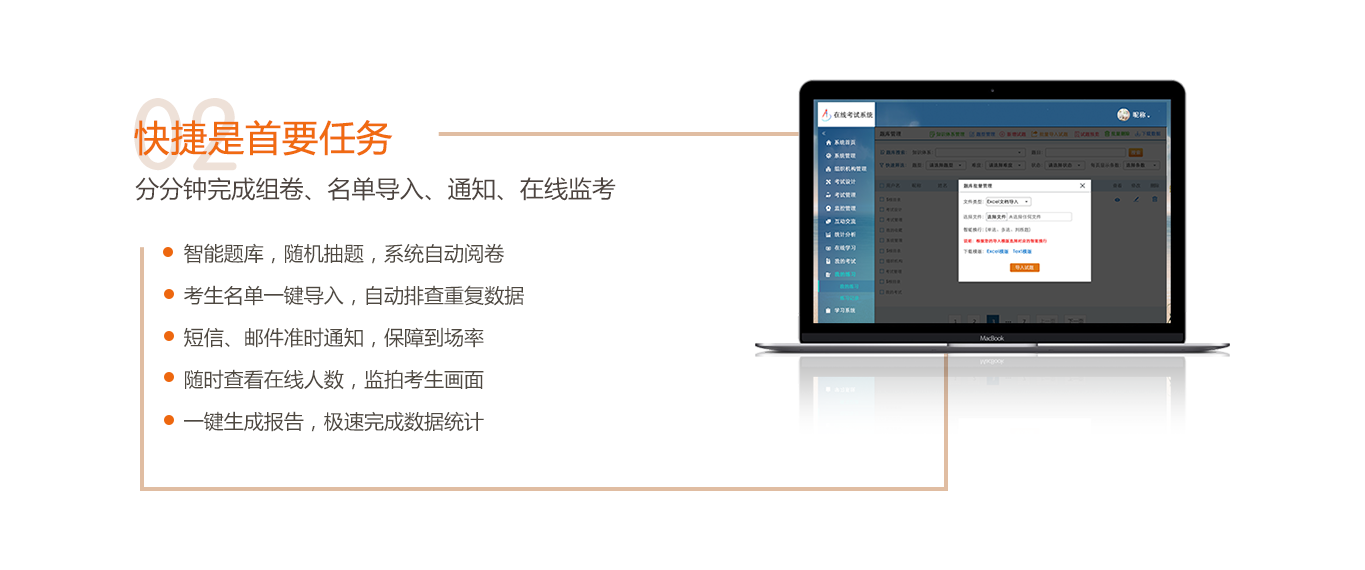 02
快捷是首要任务
分分钟完成组卷、名单导入、通知、在线监考
智能题库，随机抽题，系统自动阅卷
考生名单一键导入，自动排查重复数据
短信、邮件准时通知，保障到场率
随时查看在线人数，监拍考生画面
一键生成报告，极速完成数据统计
在线考试系统
昵称
题库管理
系统首页
系统管理
组织机构管理
考试设计
考试管理
监控管理
互动交流
统计分析
在线学习
我的考试
学习系统
题库批量管理
文件类型：
Excel文档导入
选择文件：
选择文件 未选择任何文件
下载模板：
Excel模板
Text模板
导入试题
MacBook